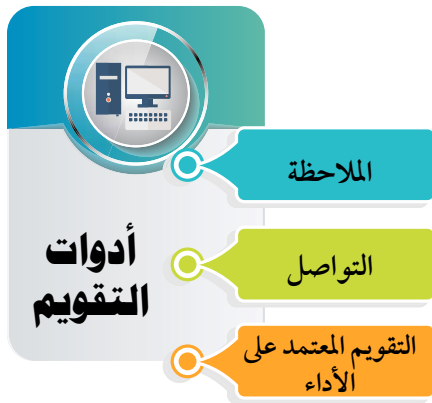 أدوات
التقويم
الملاحظة
التواصل
التقويم المعتمد على
الأداء